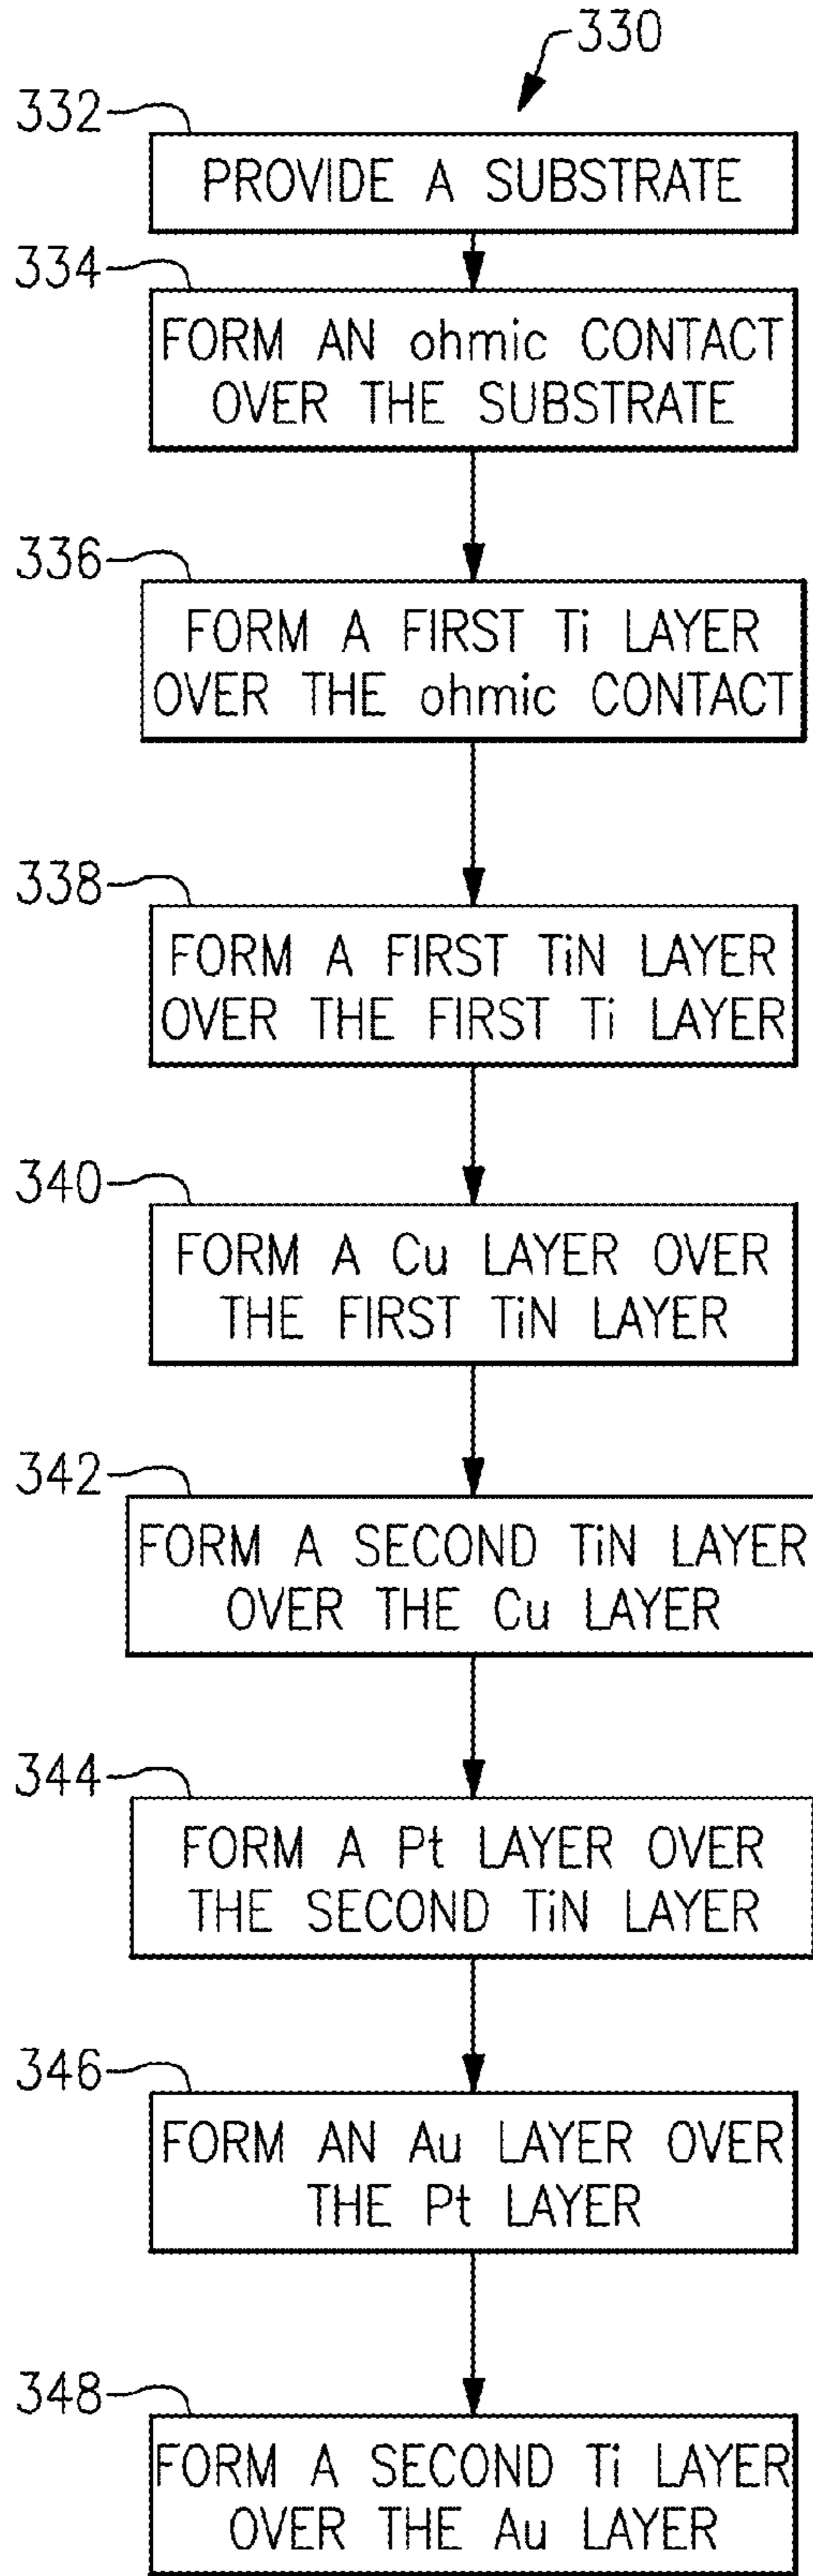 330
332
PROVIDE A SUBSTRATE
334
FORM AN ohmic CONTACT
OVER THE SUBSTRATE
336
FORM A FIRST Ti LAYER
OVER THE ohmic CONTACT
338
FORM A FIRST TiN LAYER
OVER THE FIRST Ti LAYER
340
FORM A Cu LAYER OVER
THE FIRST TiN LAYER
342
FORM A SECOND TiN LAYER
OVER THE Cu LAYER
344
FORM A Pt LAYER OVER
THE SECOND TiN LAYER
346
FORM AN Au LAYER OVER
THE Pt LAYER
348
FORM A SECOND Ti LAYER
OVER THE Au LAYER